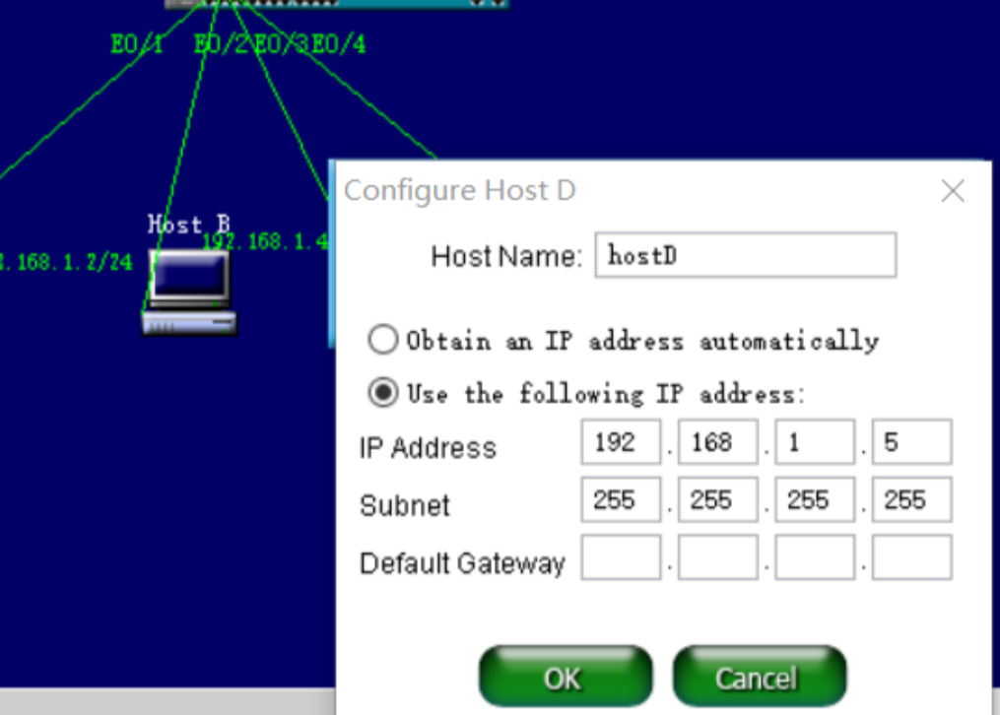 E0/1 E0/2 E0/3 E0/4
Host B
192.168.1.4
.168.1.2/24
Configure Host D
Host Name: hostD
Obtain an IP address automatically
Use the following IP address:
IP Address 192 . 168 . 1 . 5
Subnet 255 . 255 . 255 . 255
Default Gateway . . .
OK Cancel